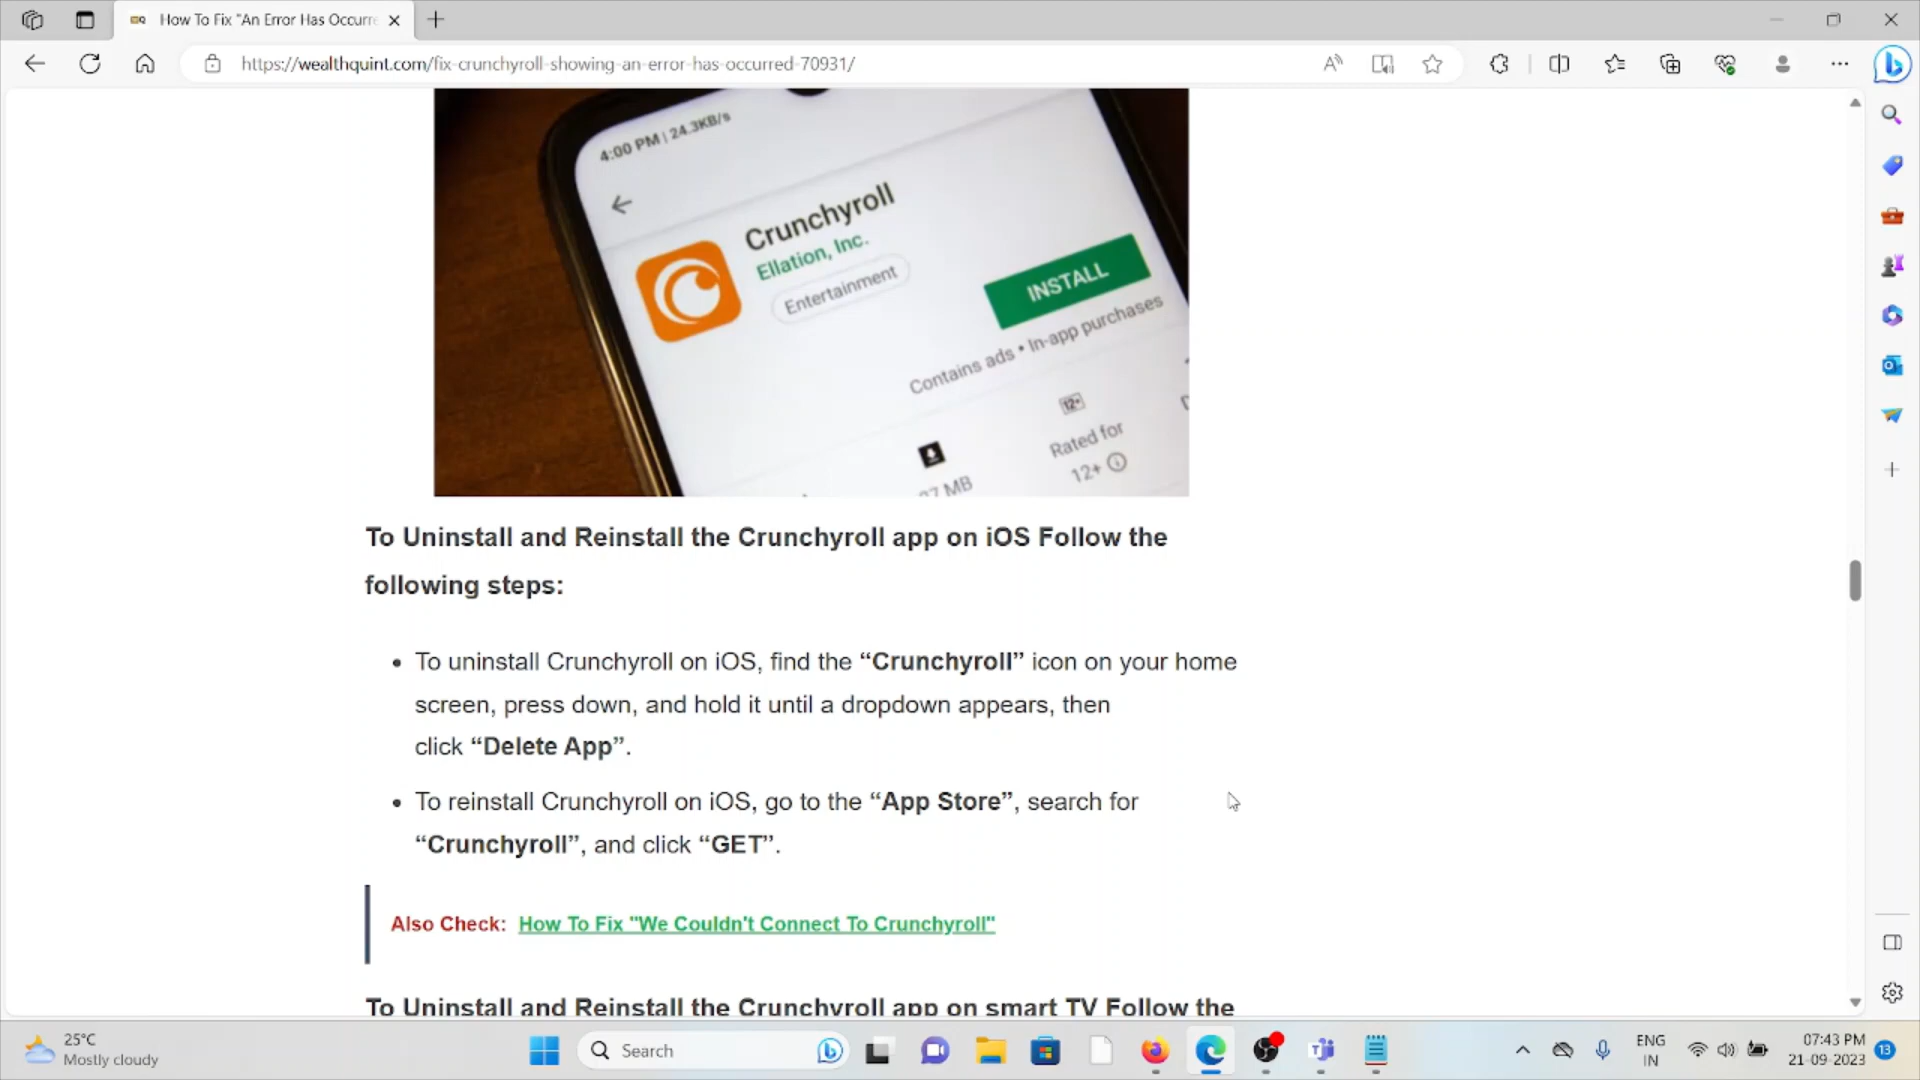 How To Fix "An Error Has Occurre
https://wealthquint.com/fix-crunchyroll-showing-an-error-has-occurred-70931/
4:00 PM | 24.3KB/s
Crunchyroll
Ellation, Inc.
Entertainment
INSTALL
Contains ads • In-app purchases
12+
Rated for
12+
MB
To Uninstall and Reinstall the Crunchyroll app on iOS Follow the
following steps:
• To uninstall Crunchyroll on iOS, find the “Crunchyroll” icon on your home
screen, press down, and hold it until a dropdown appears, then
click “Delete App”.
• To reinstall Crunchyroll on iOS, go to the “App Store”, search for
“Crunchyroll”, and click “GET”.
Also Check: How To Fix "We Couldn't Connect To Crunchyroll"
To Uninstall and Reinstall the Crunchyroll app on smart TV Follow the
25°C
Mostly cloudy
Search
ENG
IN
07:43 PM
21-09-2023
13